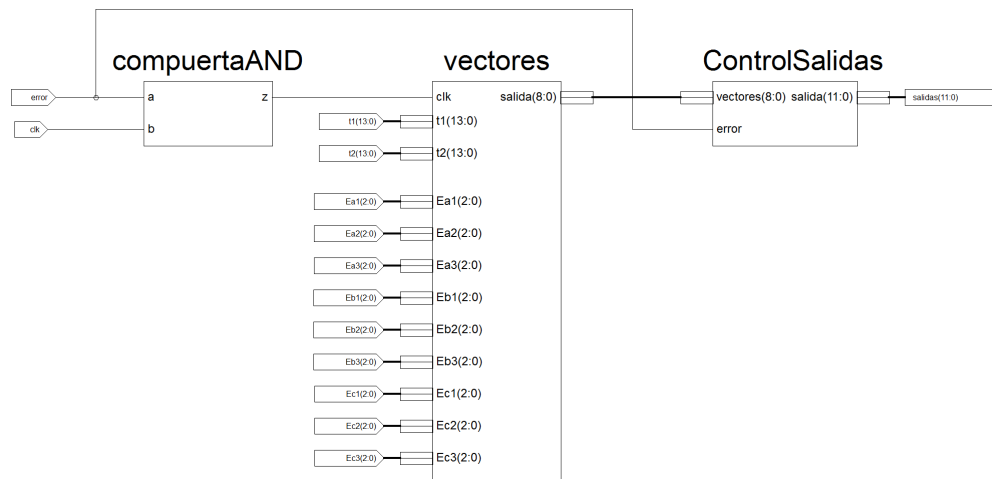 compuertaAND
vectores
ControlSalidas
error
a
z
clk
salida(8:0)
vectores(8:0)
salida(11:0)
salidas(11:0)
clk
b
t1(13:0)
t1(13:0)
error
t2(13:0)
t2(13:0)
Ea1(2:0)
Ea1(2:0)
Ea2(2:0)
Ea2(2:0)
Ea3(2:0)
Ea3(2:0)
Eb1(2:0)
Eb1(2:0)
Eb2(2:0)
Eb2(2:0)
Eb3(2:0)
Eb3(2:0)
Ec1(2:0)
Ec1(2:0)
Ec2(2:0)
Ec2(2:0)
Ec3(2:0)
Ec3(2:0)